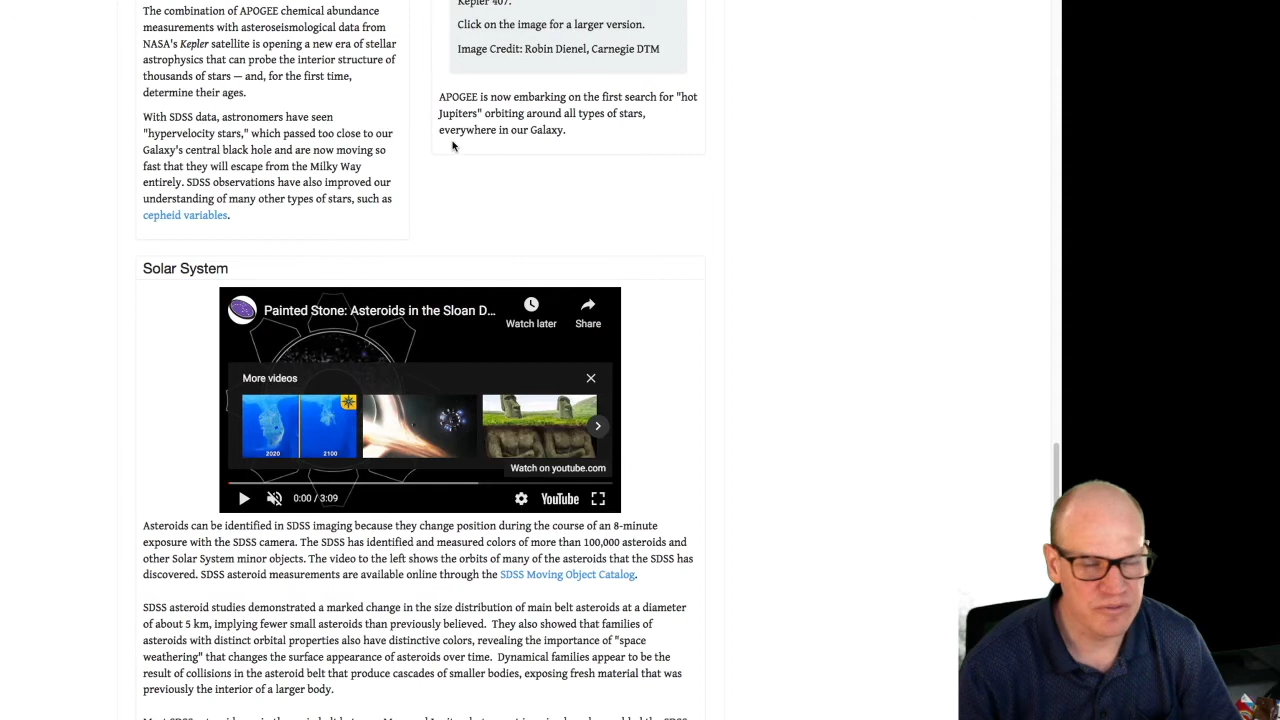 The combination of APOGEE chemical abundance
measurements with asteroseismological data from
NASA's Kepler satellite is opening a new era of stellar
astrophysics that can probe the interior structure of
thousands of stars — and, for the first time,
determine their ages.
With SDSS data, astronomers have seen
"hypervelocity stars," which passed too close to our
Galaxy's central black hole and are now moving so
fast that they will escape from the Milky Way
entirely. SDSS observations have also improved our
understanding of many other types of stars, such as
cepheid variables.
Kepler 407.
Click on the image for a larger version.
Image Credit: Robin Dienel, Carnegie DTM
APOGEE is now embarking on the first search for "hot
Jupiters" orbiting around all types of stars,
everywhere in our Galaxy.
Solar System
Painted Stone: Asteroids in the Sloan D...
Watch later
Share
More videos
2020
2100
Watch on youtube.com
0:00 / 3:09
YouTube
Asteroids can be identified in SDSS imaging because they change position during the course of an 8-minute
exposure with the SDSS camera. The SDSS has identified and measured colors of more than 100,000 asteroids and
other Solar System minor objects. The video to the left shows the orbits of many of the asteroids that the SDSS has
discovered. SDSS asteroid measurements are available online through the SDSS Moving Object Catalog.
SDSS asteroid studies demonstrated a marked change in the size distribution of main belt asteroids at a diameter
of about 5 km, implying fewer small asteroids than previously believed. They also showed that families of
asteroids with distinct orbital properties also have distinctive colors, revealing the importance of "space
weathering" that changes the surface appearance of asteroids over time. Dynamical families appear to be the
result of collisions in the asteroid belt that produce cascades of smaller bodies, exposing fresh material that was
previously the interior of a larger body.